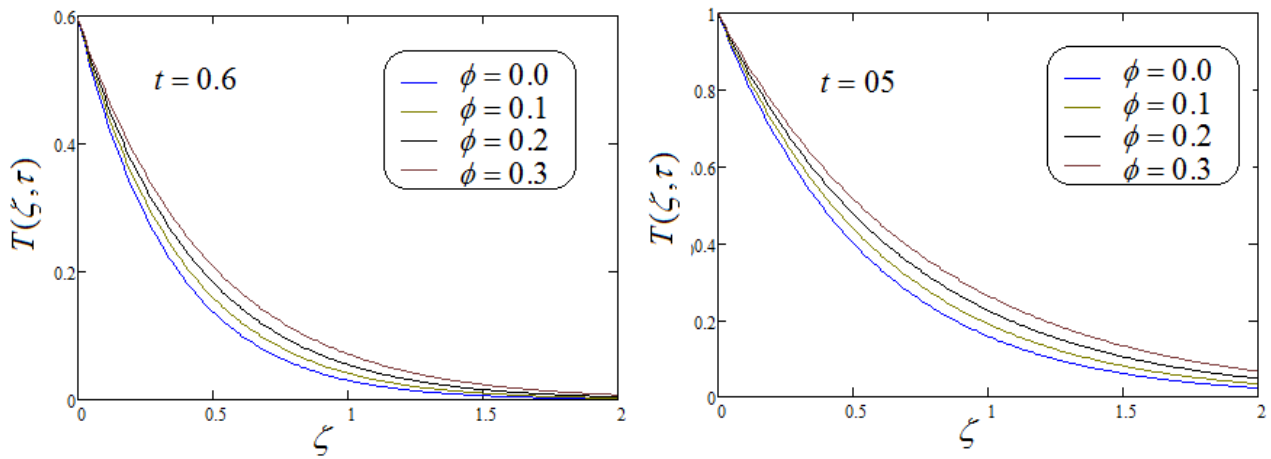 0.6
t = 0.6
ϕ = 0.0
ϕ = 0.1
ϕ = 0.2
ϕ = 0.3
0.4
T(ζ,τ)
0.2
0
0 0.5 1 1.5 2
ζ
1
t = 05
ϕ = 0.0
ϕ = 0.1
ϕ = 0.2
ϕ = 0.3
0.8
.0.6
T(ζ,τ)
0.4
0.2
0
0 0.5 1 1.5 2
ζ